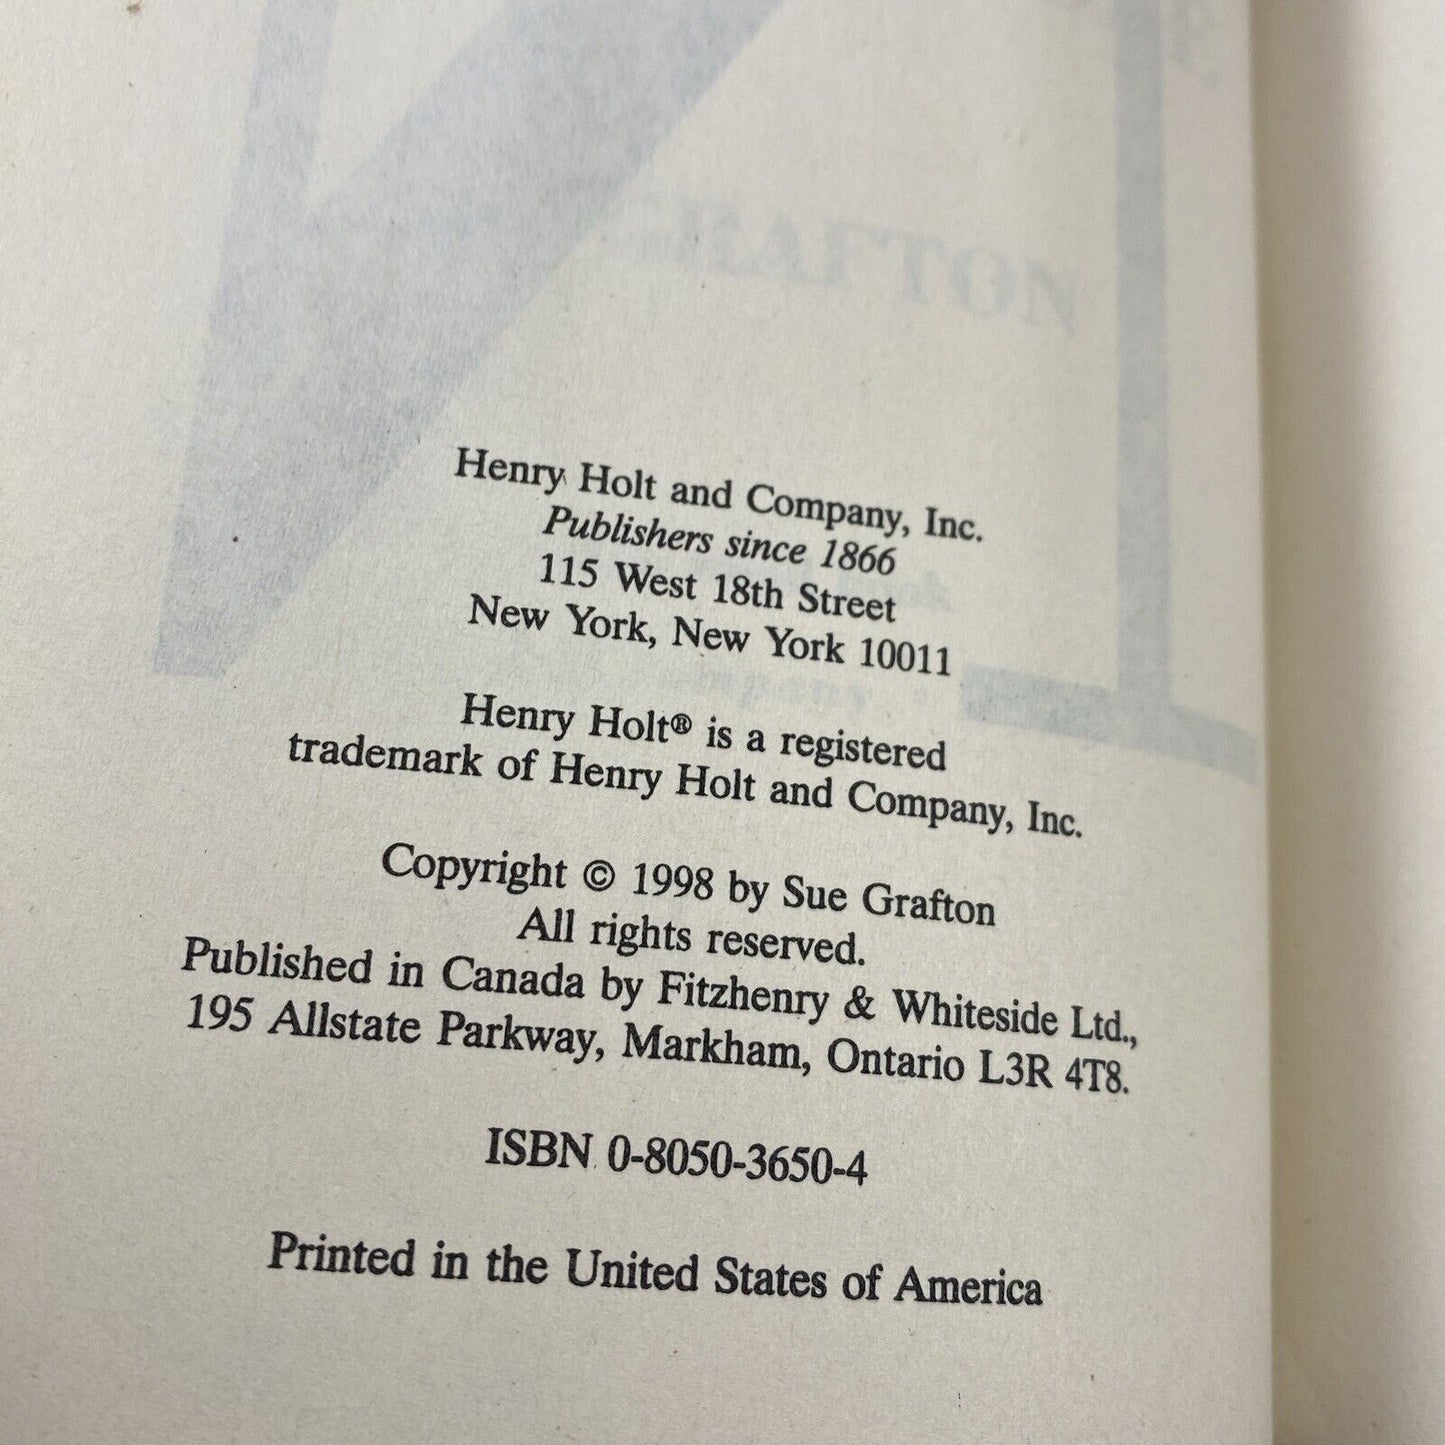 GRAFTON
Henry Holt and Company, Inc.
Publishers since 1866
115 West 18th Street
New York, New York 10011
Henry Holt® is a registered
trademark of Henry Holt and Company, Inc.
Copyright © 1998 by Sue Grafton
All rights reserved.
Published in Canada by Fitzhenry & Whiteside Ltd.,
195 Allstate Parkway, Markham, Ontario L3R 4T8.
ISBN 0-8050-3650-4
Printed in the United States of America